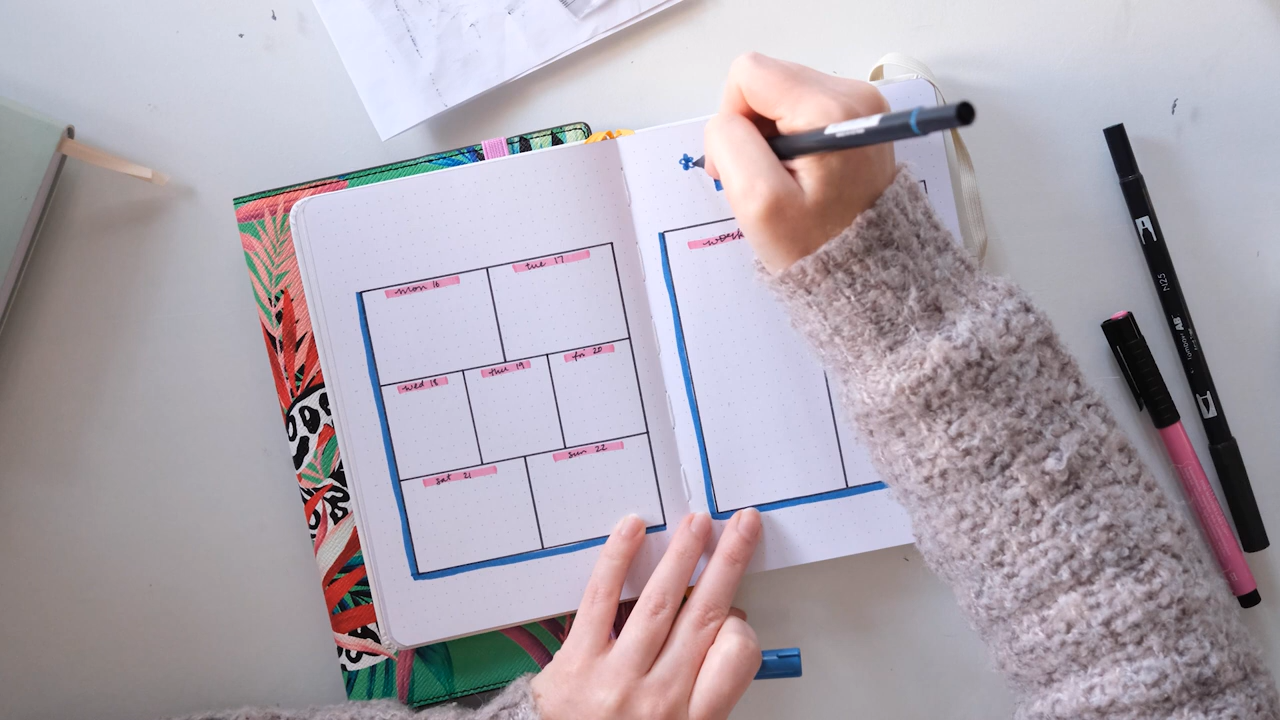 mon 16
tue 17
wed 18
thu 19
fri 20
sat 21
sun 22
N25
Tombow ABT